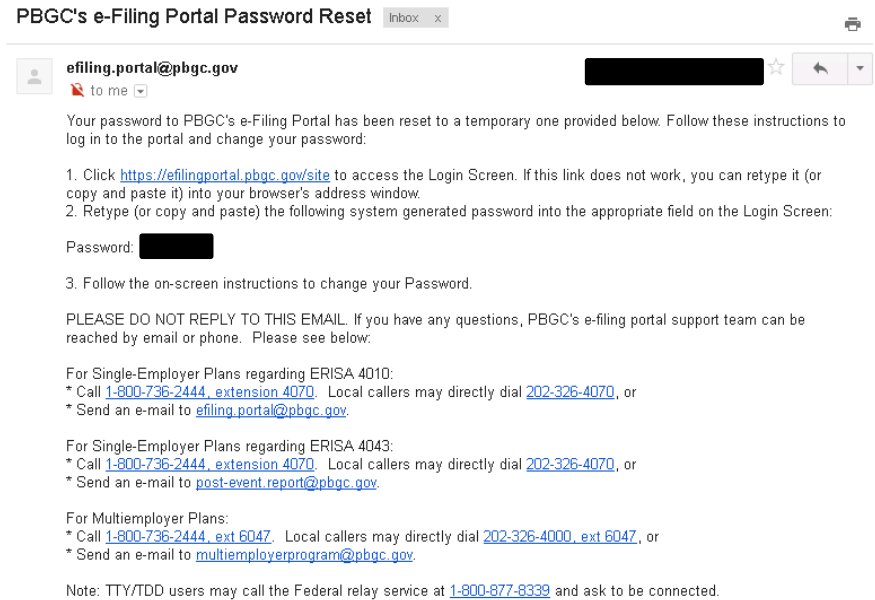 PBGC's e-Filing Portal Password Reset Inbox x
efiling.portal@pbgc.gov
to me
Your password to PBGC's e-Filing Portal has been reset to a temporary one provided below. Follow these instructions to
log in to the portal and change your password:
1. Click https://efilingportal.pbgc.gov/site to access the Login Screen. If this link does not work, you can retype it (or
copy and paste it) into your browser's address window.
2. Retype (or copy and paste) the following system generated password into the appropriate field on the Login Screen:
Password:
3. Follow the on-screen instructions to change your Password.
PLEASE DO NOT REPLY TO THIS EMAIL. If you have any questions, PBGC's e-filing portal support team can be
reached by email or phone.  Please see below:
For Single-Employer Plans regarding ERISA 4010:
* Call 1-800-736-2444, extension 4070.  Local callers may directly dial 202-326-4070, or
* Send an e-mail to efiling.portal@pbgc.gov.
For Single-Employer Plans regarding ERISA 4043:
* Call 1-800-736-2444, extension 4070.  Local callers may directly dial 202-326-4070, or
* Send an e-mail to post-event.report@pbgc.gov.
For Multiemployer Plans:
* Call 1-800-736-2444, ext 6047.  Local callers may directly dial 202-326-4000, ext 6047, or
* Send an e-mail to multiemployerprogram@pbgc.gov.
Note: TTY/TDD users may call the Federal relay service at 1-800-877-8339 and ask to be connected.